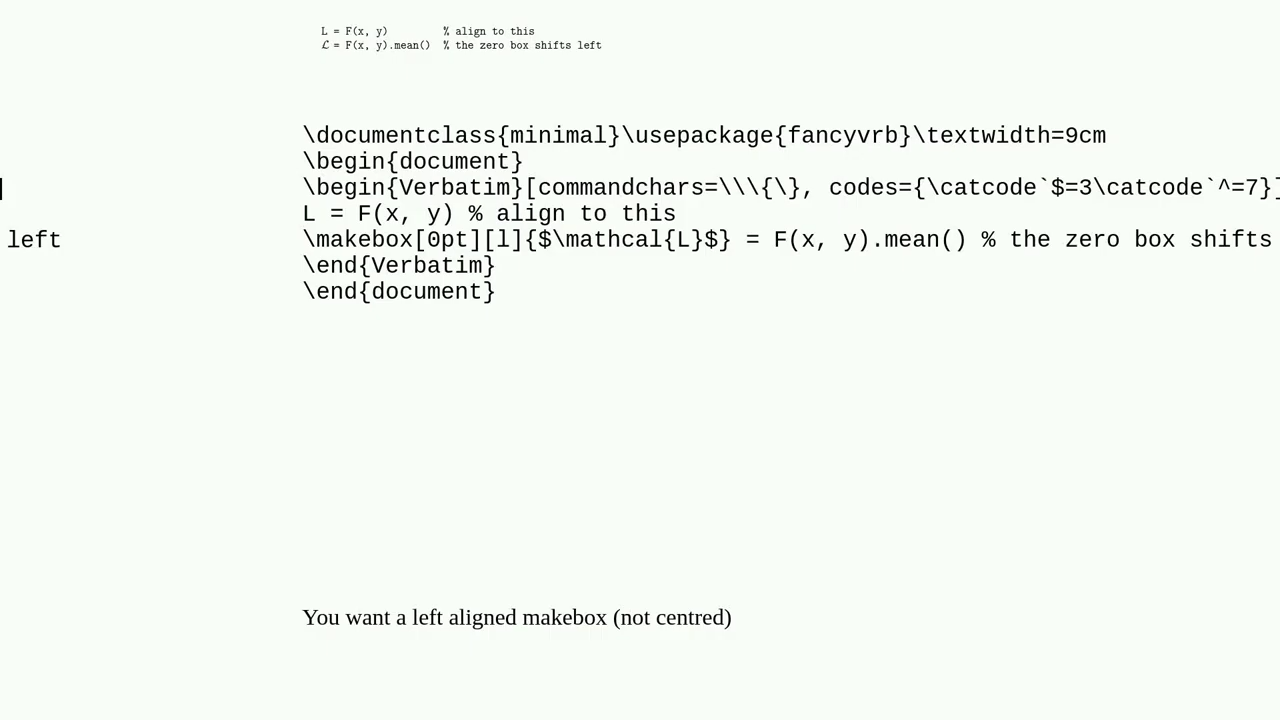 L = F(x, y)       % align to this
ℒ = F(x, y).mean()  % the zero box shifts left
\documentclass{minimal}\usepackage{fancyvrb}\textwidth=9cm
\begin{document}
\begin{Verbatim}[commandchars=\\\{\}, codes={\catcode`$=3\catcode`^=7}]
L = F(x, y) % align to this
\makebox[0pt][l]{$\mathcal{L}$} = F(x, y).mean() % the zero box shifts left
\end{Verbatim}
\end{document}
You want a left aligned makebox (not centred)